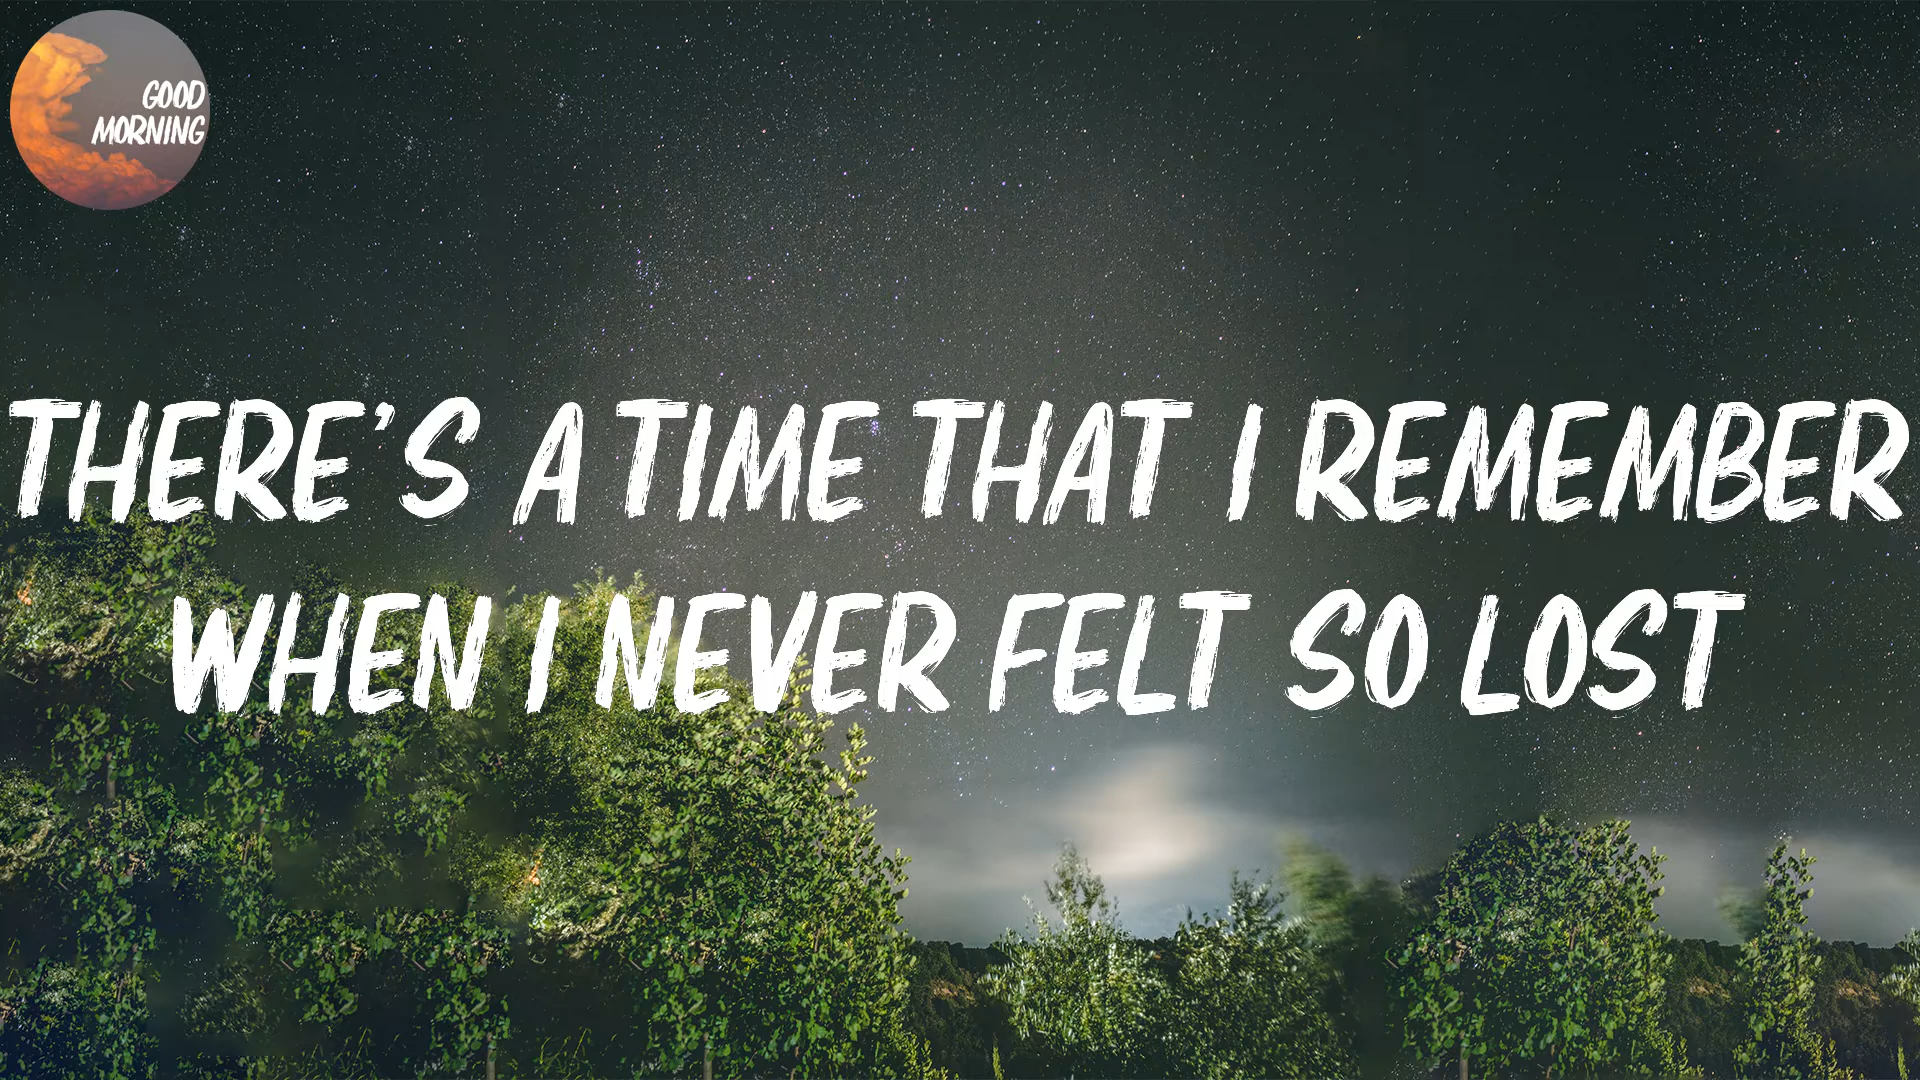 GOOD
MORNING
THERE'S A TIME THAT I REMEMBER
WHEN I NEVER FELT SO LOST